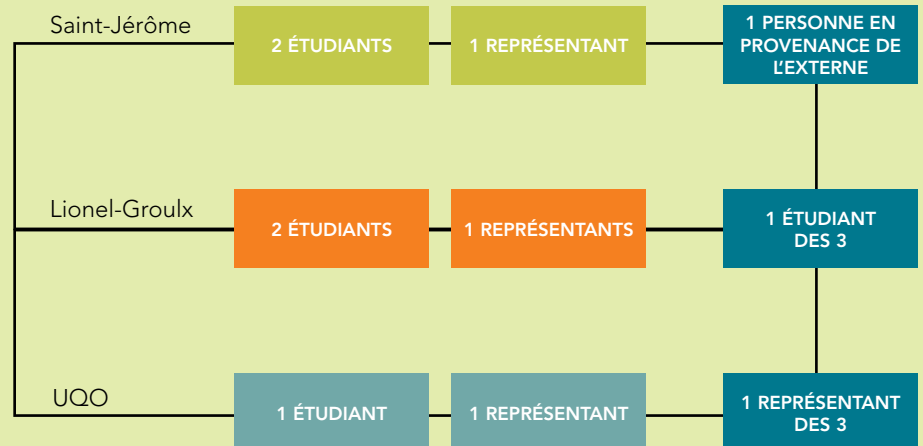 Saint-Jérôme
2 ÉTUDIANTS
1 REPRÉSENTANT
1 PERSONNE EN
PROVENANCE DE
L'EXTERNE
Lionel-Groulx
2 ÉTUDIANTS
1 REPRÉSENTANTS
1 ÉTUDIANT
DES 3
UQO
1 ÉTUDIANT
1 REPRÉSENTANT
1 REPRÉSENTANT
DES 3